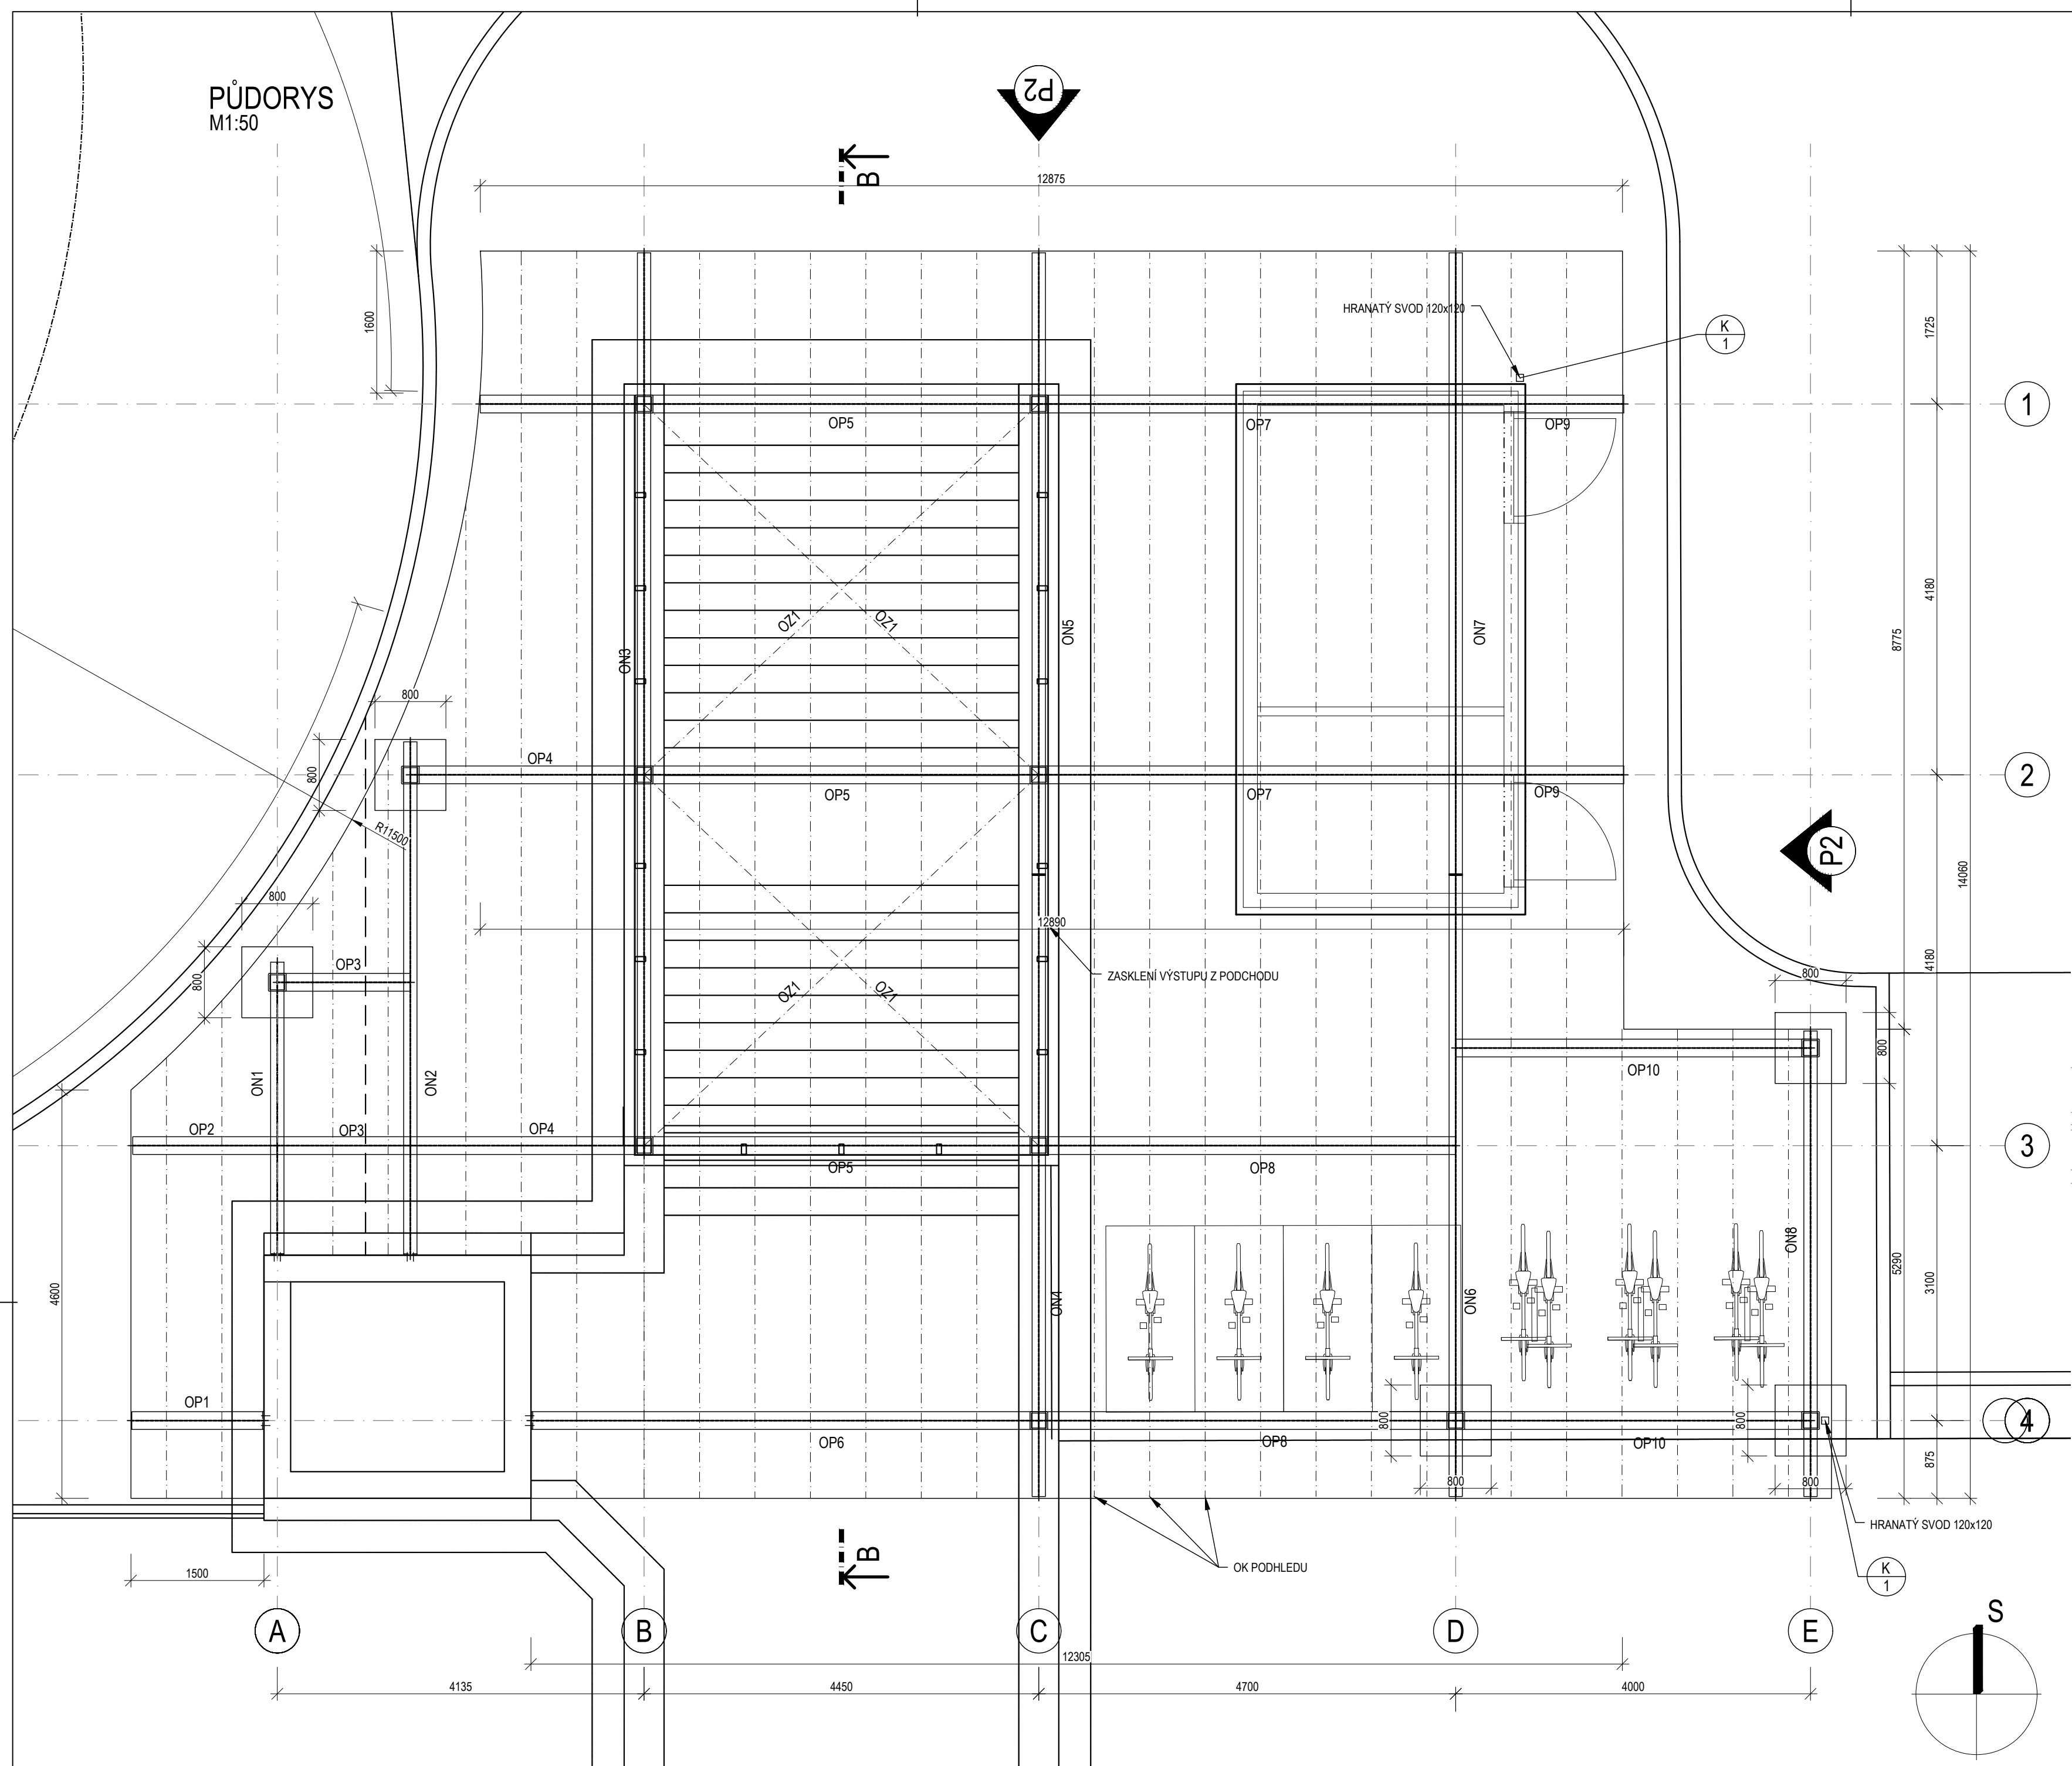 PŮDORYS
M1:50
P2
B
12875
1600
HRANATÝ SVOD 120x120
K
1
1725
1
OP5
OP7
OP9
4180
8775
OZ1
OZ1
ON3
ON5
ON7
800
800
OP4
OP5
OP7
OP9
2
R11500
P2
14060
800
800
OP3
12890
ZASKLENÍ VÝSTUPU Z PODCHODU
OZ1
OZ1
4180
800
800
OP10
ON1
ON2
4600
OP2
OP3
OP4
OP5
OP8
3
ON4
ON6
ON8
5290
3100
OP1
OP6
OP8
800
800
OP10
4
875
800
800
HRANATÝ SVOD 120x120
K
1
1500
B
OK PODHLEDU
A
B
C
D
E
S
12305
4135
4450
4700
4000